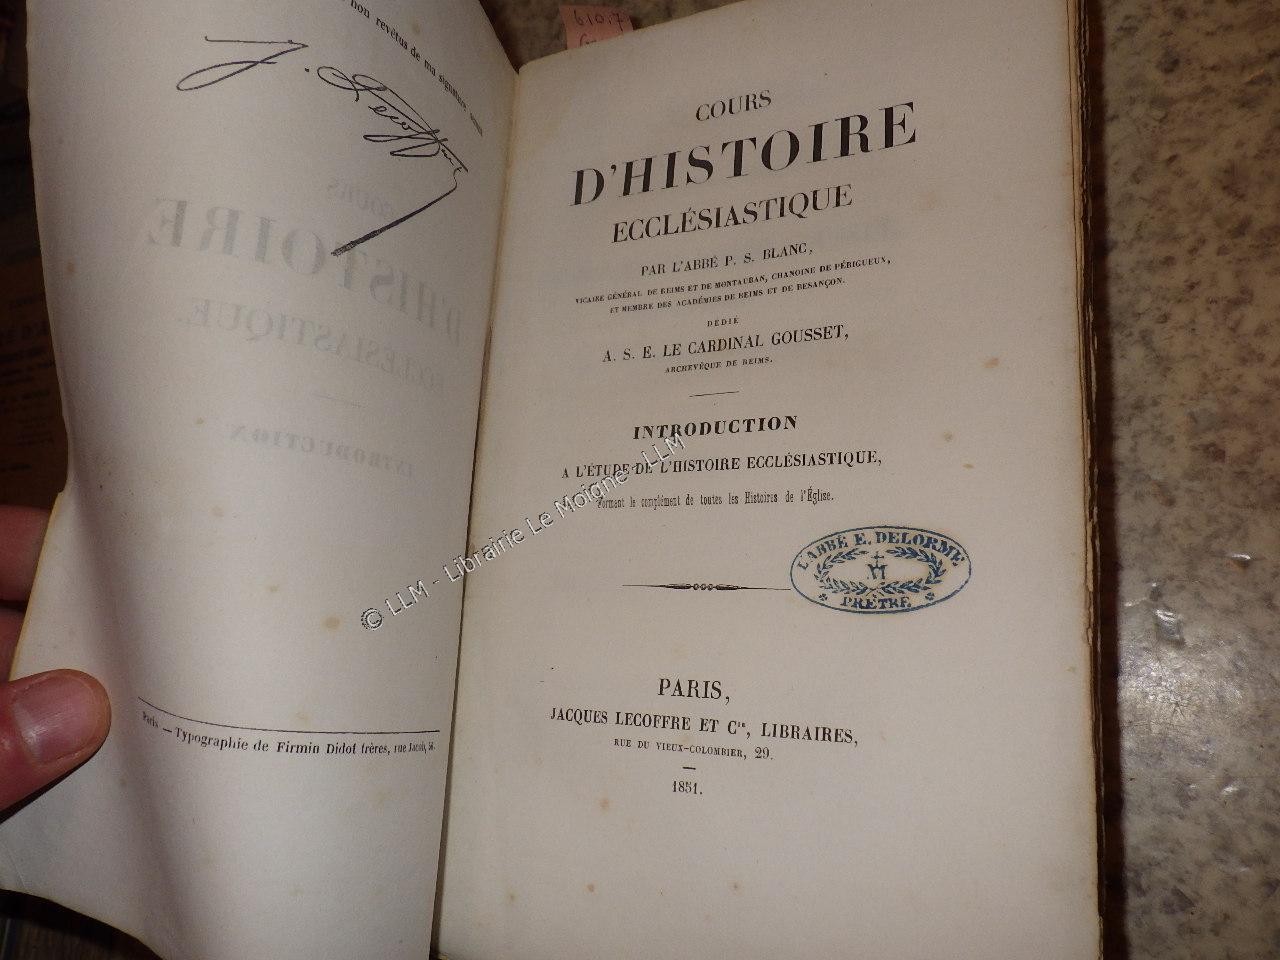 non revêtus de ma signature seront
J. Lecoffre
Paris — Typographie de Firmin Didot frères, rue Jacob, 56.
610,7
COURS
D'HISTOIRE
ECCLÉSIASTIQUE
PAR L'ABBÉ P. S. BLANC,
VICAIRE GÉNÉRAL DE REIMS ET DE MONTAUBAN, CHANOINE DE PÉRIGUEUX,
ET MEMBRE DES ACADÉMIES DE REIMS ET DE BESANÇON.
DÉDIÉ
A. S. E. LE CARDINAL GOUSSET,
ARCHEVÊQUE DE REIMS.
INTRODUCTION
A L'ÉTUDE DE L'HISTOIRE ECCLÉSIASTIQUE,
Formant le complément de toutes les Histoires de l'Église.
L'ABBÉ E. DELORME
PRÊTRE
PARIS,
JACQUES LECOFFRE ET Cie, LIBRAIRES,
RUE DU VIEUX-COLOMBIER, 29.
1851.
© LLM - Librairie Le Moigne - LLM